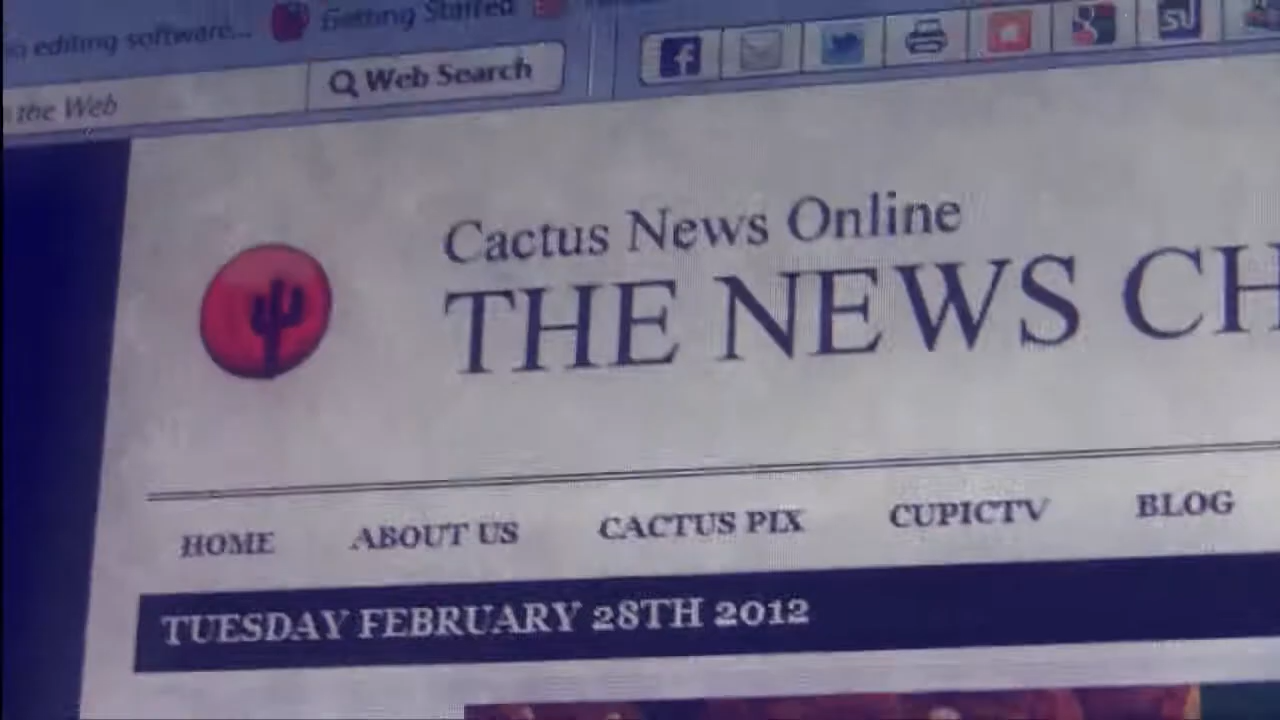 editing software...
Getting Started
the Web
Web Search
Cactus News Online
THE NEWS CH
HOME ABOUT US CACTUS PIX CUPICTV BLOG
TUESDAY FEBRUARY 28TH 2012